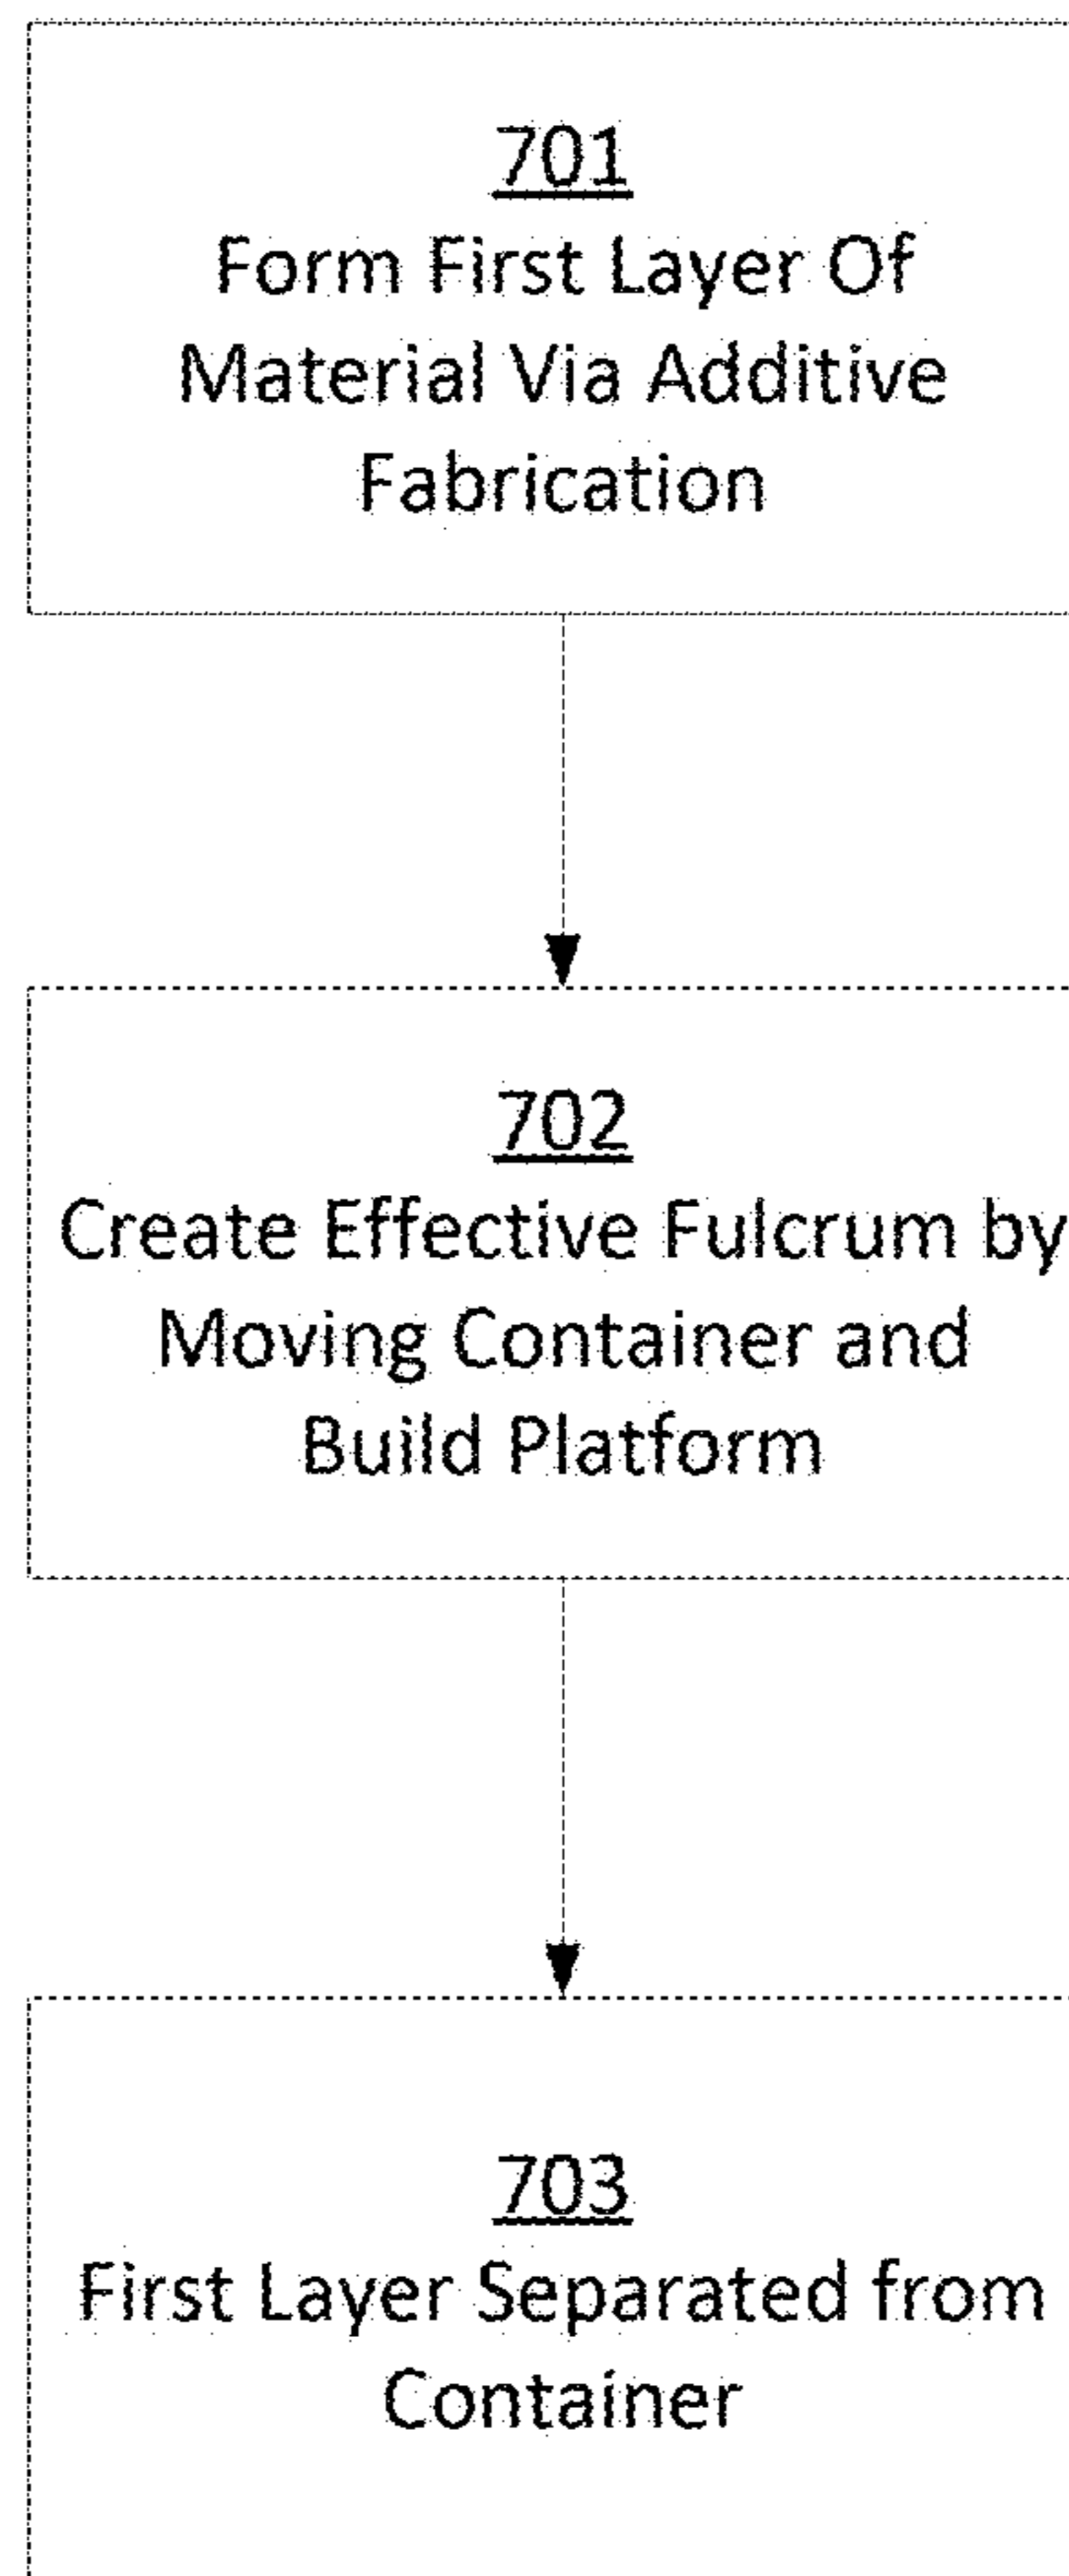 701
Form First Layer Of
Material Via Additive
Fabrication
702
Create Effective Fulcrum by
Moving Container and
Build Platform
703
First Layer Separated from
Container